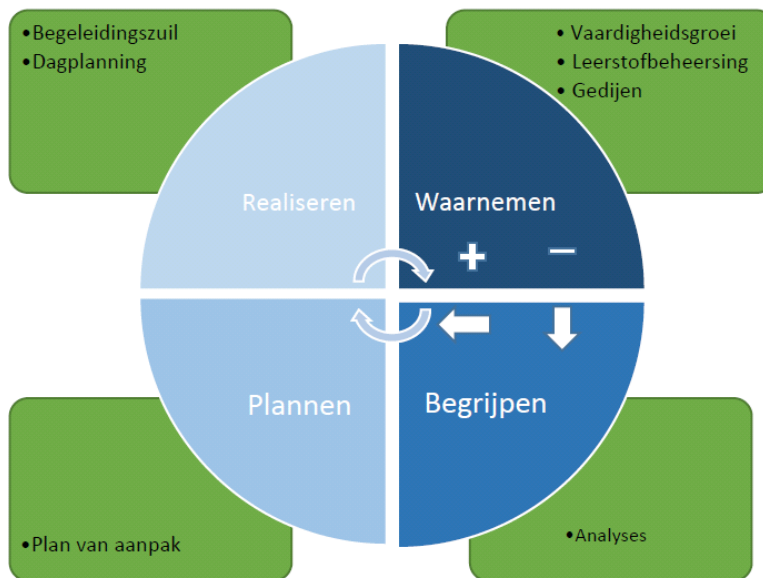 •Begeleidingszuil
•Dagplanning
• Vaardigheidsgroei
• Leerstofbeheersing
• Gedijen
Realiseren
Waarnemen
+ −
Plannen
Begrijpen
•Plan van aanpak
•Analyses